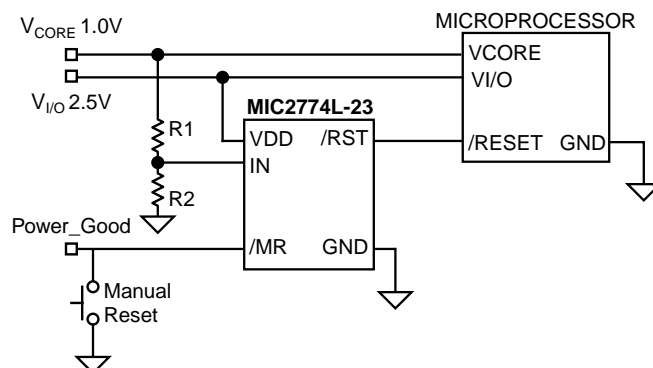 VCORE 1.0V
VI/O 2.5V
MICROPROCESSOR
VCORE
VI/O
/RESET GND
MIC2774L-23
VDD /RST
IN
/MR GND
R1
R2
Power_Good
Manual
Reset